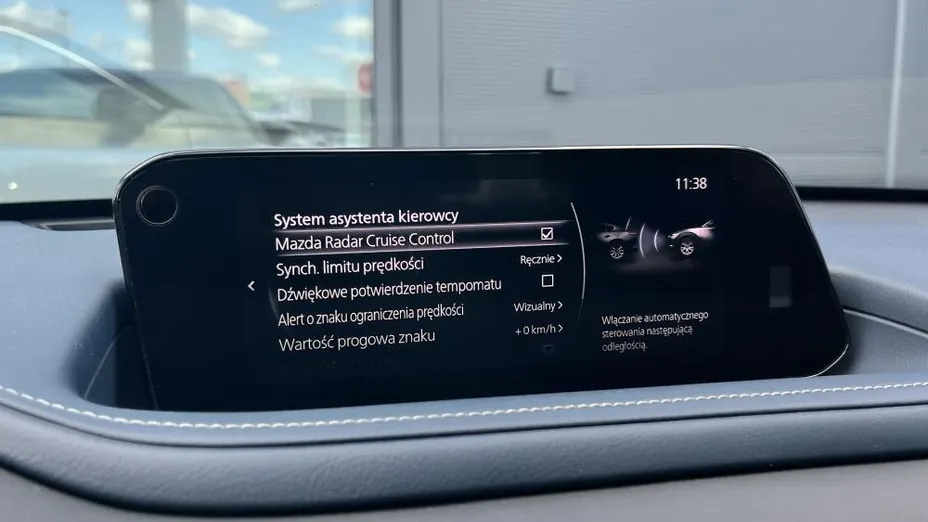 11:38
System asystenta kierowcy
Mazda Radar Cruise Control
Synch. limitu prędkości Ręcznie
Dźwiękowe potwierdzenie tempomatu
Alert o znaku ograniczenia prędkości Wizualny
Wartość progowa znaku + 0 km/h
Włączanie automatycznego
sterowania następującą
odległością.